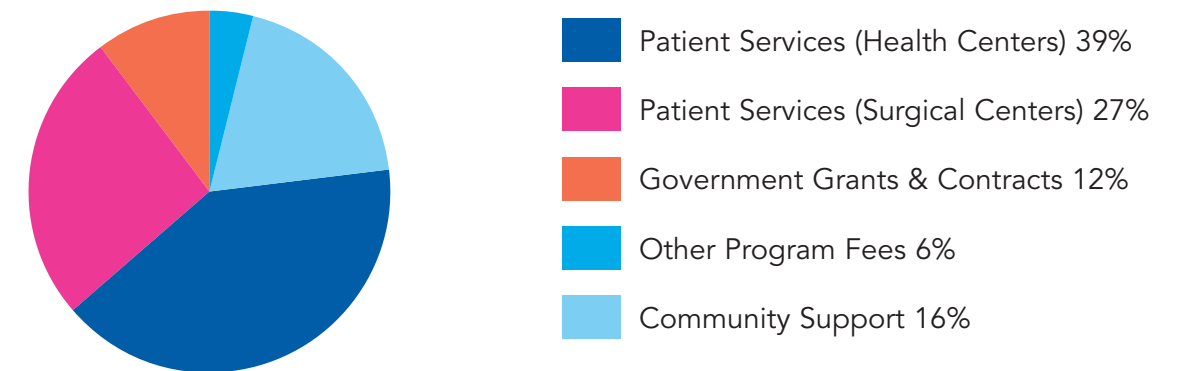 Patient Services (Health Centers) 39%
Patient Services (Surgical Centers) 27%
Government Grants & Contracts 12%
Other Program Fees 6%
Community Support 16%